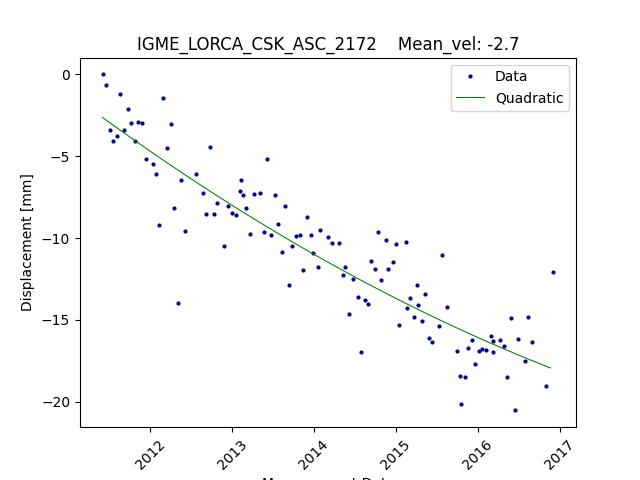 IGME_LORCA_CSK_ASC_2172    Mean_vel: -2.7
Data
Quadratic
Displacement [mm]
0
−5
−10
−15
−20
2012
2013
2014
2015
2016
2017